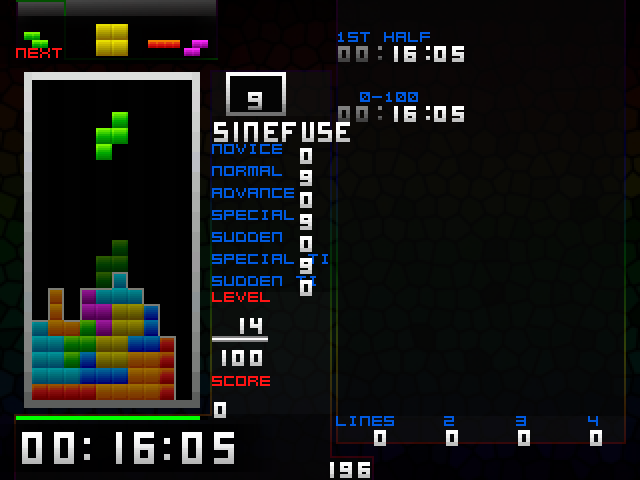 NEXT
1ST HALF
00:16:05
0-100
00:16:05
9
SINEFUSE
NOVICE 0
NORMAL 9
ADVANCE 0
SPECIAL 9
SUDDEN 0
SPECIAL TI 9
SUDDEN TI 0
LEVEL
14
100
SCORE
0
LINES 2 3 4
0 0 0 0
00:16:05
196